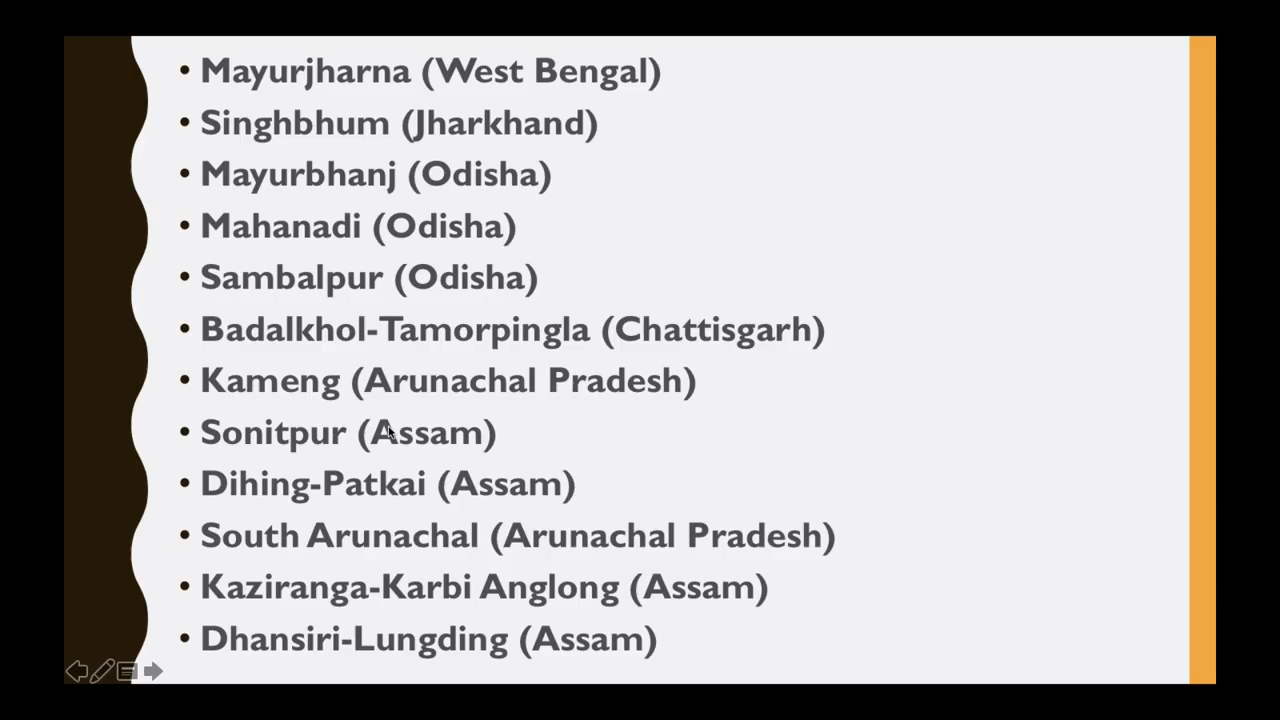 • Mayurjharna (West Bengal)
• Singhbhum (Jharkhand)
• Mayurbhanj (Odisha)
• Mahanadi (Odisha)
• Sambalpur (Odisha)
• Badalkhol-Tamorpingla (Chattisgarh)
• Kameng (Arunachal Pradesh)
• Sonitpur (Assam)
• Dihing-Patkai (Assam)
• South Arunachal (Arunachal Pradesh)
• Kaziranga-Karbi Anglong (Assam)
• Dhansiri-Lungding (Assam)